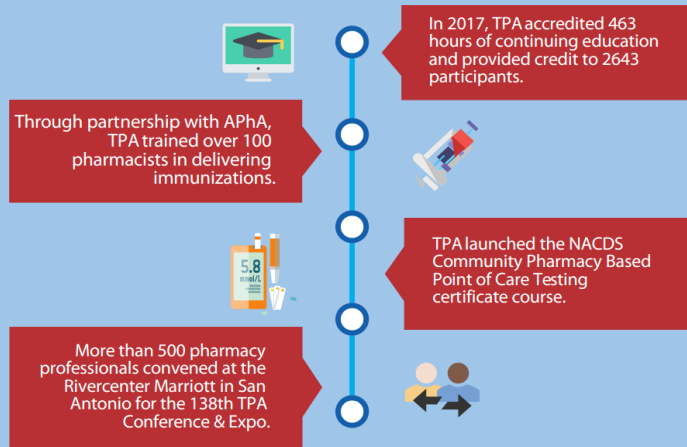 In 2017, TPA accredited 463
hours of continuing education
and provided credit to 2643
participants.
Through partnership with APhA,
TPA trained over 100
pharmacists in delivering
immunizations.
5.8
mmol/L
TPA launched the NACDS
Community Pharmacy Based
Point of Care Testing
certificate course.
More than 500 pharmacy
professionals convened at the
Rivercenter Marriott in San
Antonio for the 138th TPA
Conference & Expo.